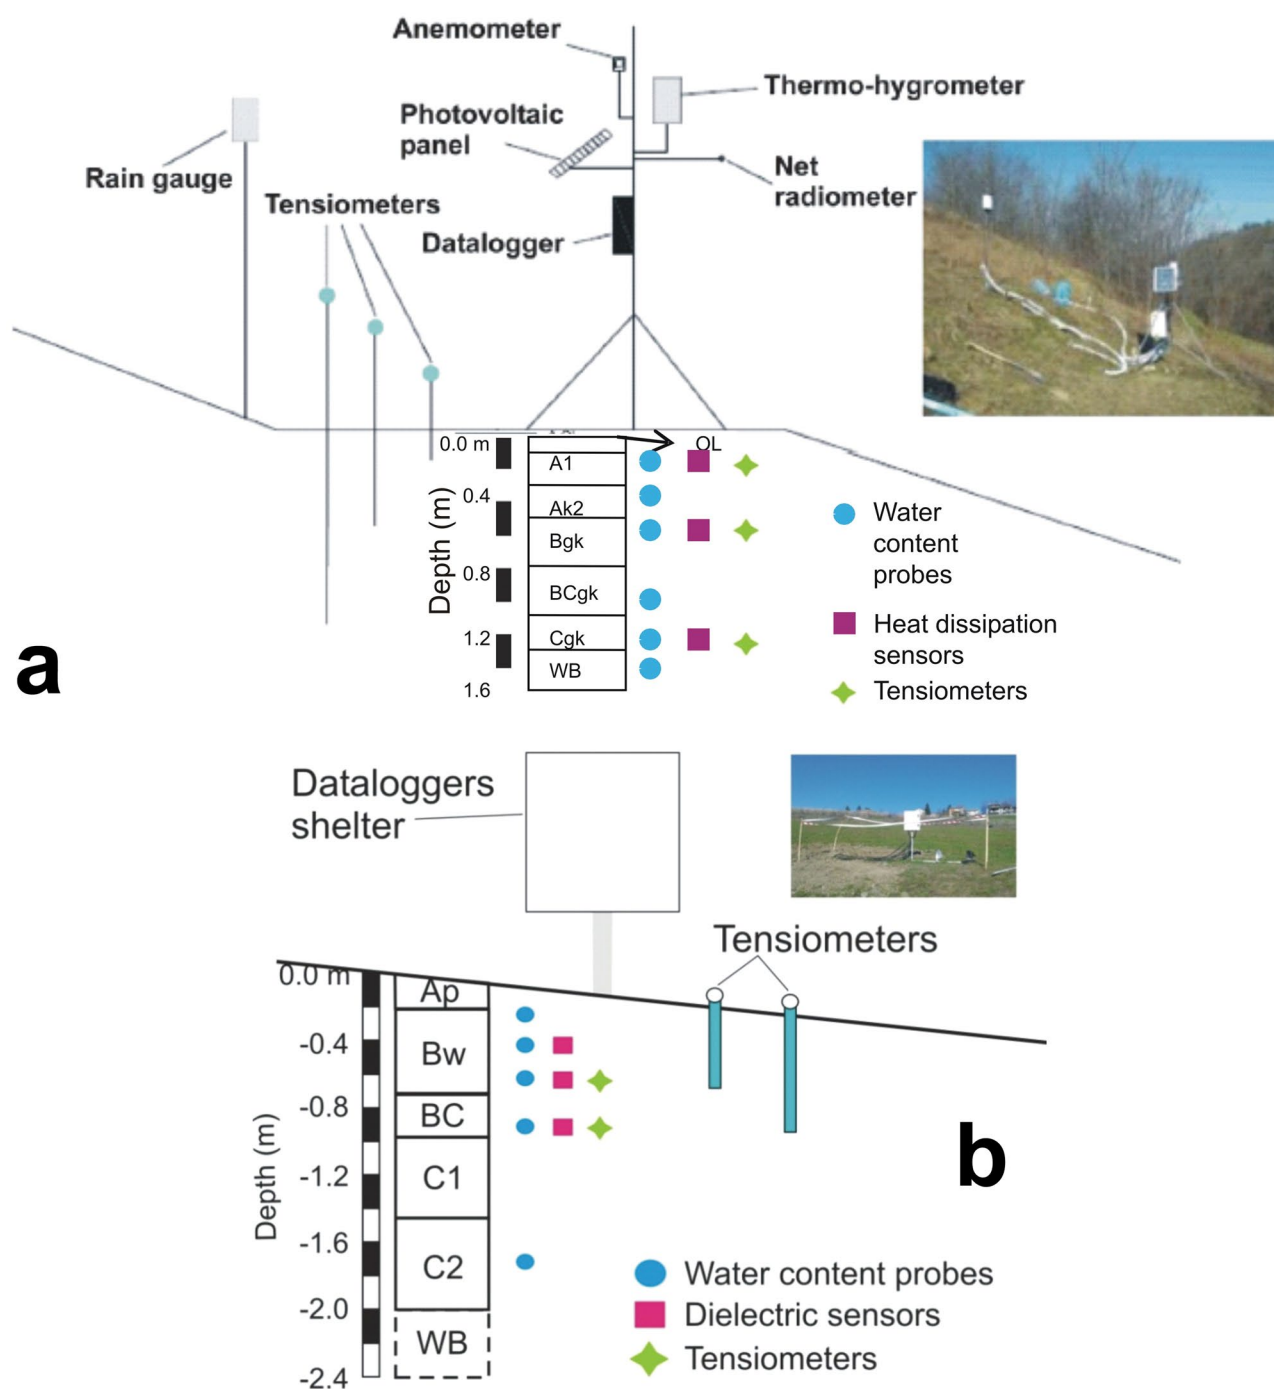 Anemometer
Thermo-hygrometer
Photovoltaic
panel
Rain gauge
Net
radiometer
Tensiometers
Datalogger
0.0 m
OL
A1
0.4
Ak2
Water
content
probes
Bgk
Depth (m)
0.8
BCgk
Heat dissipation
sensors
1.2
Cgk
WB
Tensiometers
1.6
a
Dataloggers
shelter
Tensiometers
0.0 m
Ap
-0.4
Bw
-0.8
BC
b
Depth (m)
-1.2
C1
-1.6
C2
Water content probes
-2.0
Dielectric sensors
WB
Tensiometers
-2.4